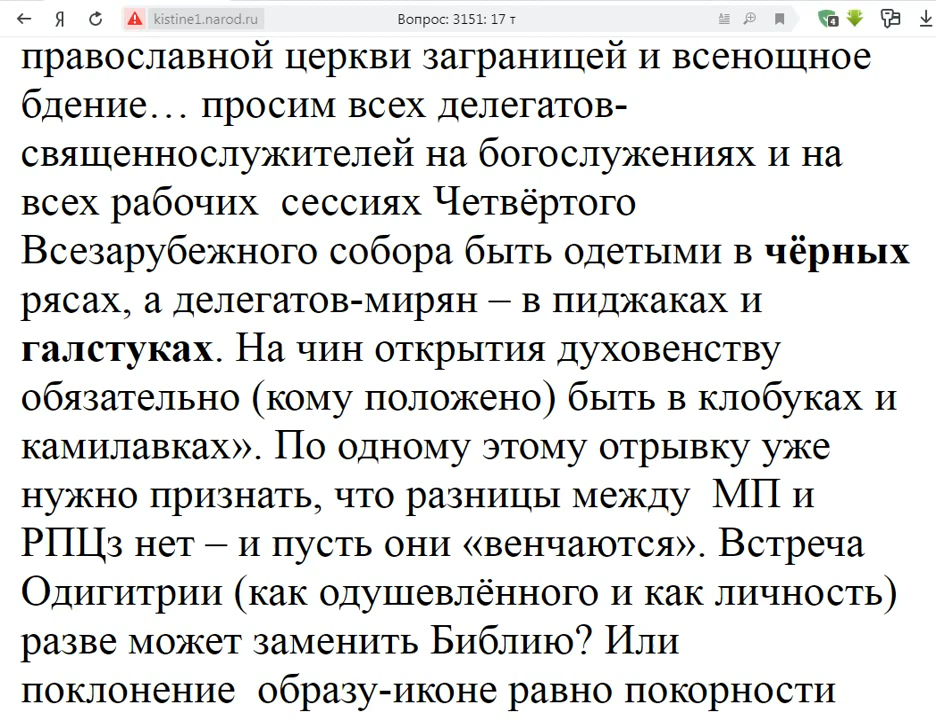 Я kistine1.narod.ru Вопрос: 3151: 17 т 4
православной церкви заграницей и всенощное
бдение… просим всех делегатов-
священнослужителей на богослужениях и на
всех рабочих сессиях Четвёртого
Всезарубежного собора быть одетыми в чёрных
рясах, а делегатов-мирян – в пиджаках и
галстуках. На чин открытия духовенству
обязательно (кому положено) быть в клобуках и
камилавках». По одному этому отрывку уже
нужно признать, что разницы между МП и
РПЦз нет – и пусть они «венчаются». Встреча
Одигитрии (как одушевлённого и как личность)
разве может заменить Библию? Или
поклонение образу-иконе равно покорности